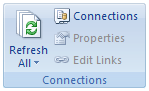 Refresh
All
Connections
Properties
Edit Links
Connections